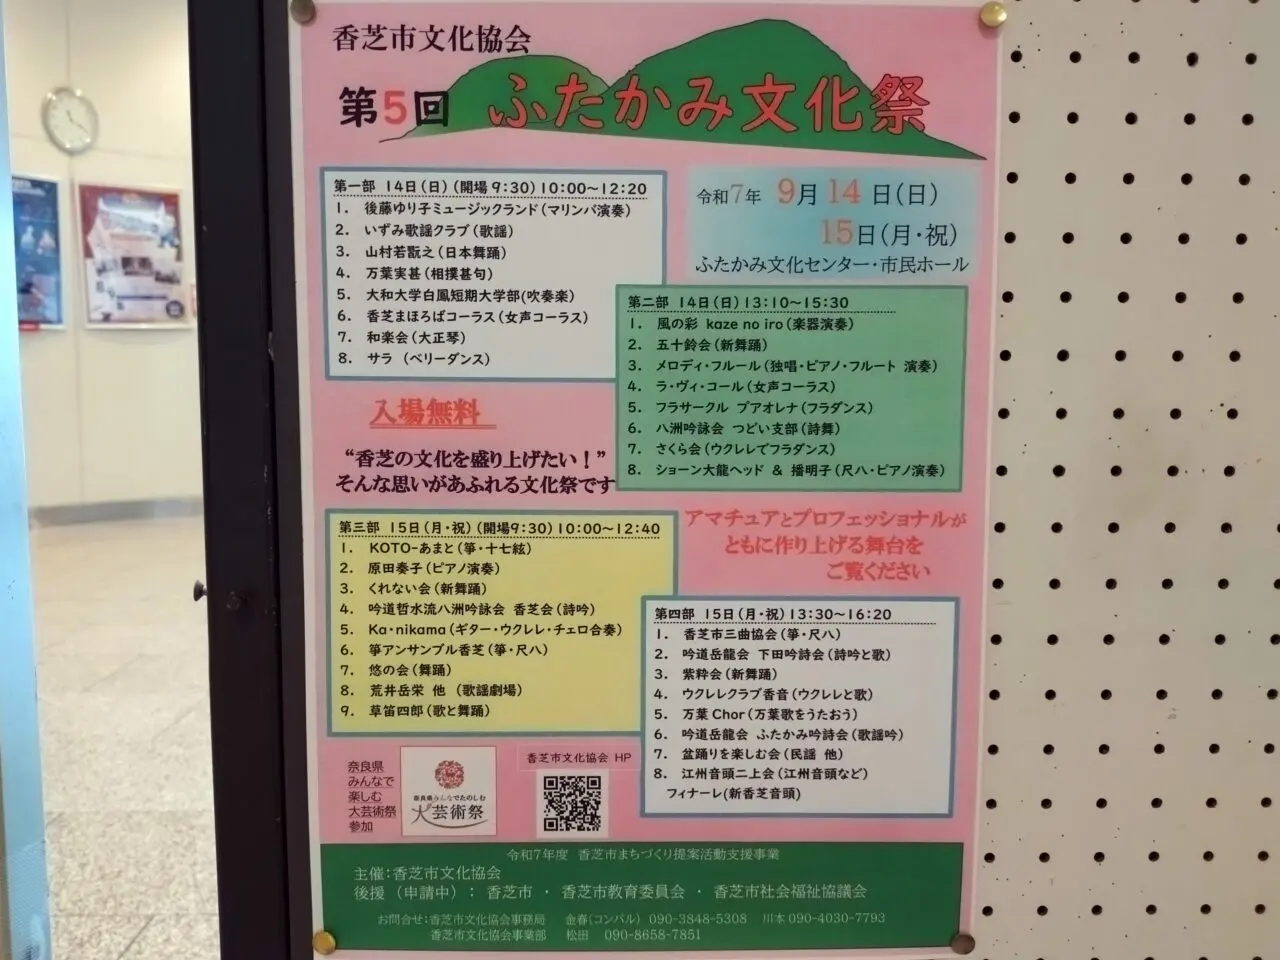 香芝市文化協会
第5回 ふたかみ文化祭
令和7年 9月14日(日)
15日(月・祝)
ふたかみ文化センター・市民ホール
第一部 14日(日)(開場9:30)10:00〜12:20
1. 後藤ゆり子ミュージックランド(マリンバ演奏)
2. いずみ歌謡クラブ(歌謡)
3. 山村若翫之(日本舞踊)
4. 万葉実甚(相撲甚句)
5. 大和大学白鳳短期大学部(吹奏楽)
6. 香芝まほろばコーラス(女声コーラス)
7. 和楽会(大正琴)
8. サラ (ベリーダンス)
第二部 14日(日)13:10〜15:30
1. 風の彩 kaze no iro(楽器演奏)
2. 五十鈴会(新舞踊)
3. メロディ・フルール(独唱・ピアノ・フルート 演奏)
4. ラ・ヴィ・コール(女声コーラス)
5. フラサークル プアオレナ(フラダンス)
6. 八洲吟詠会 つどい支部(詩舞)
7. さくら会(ウクレレでフラダンス)
8. ショーン大龍ヘッド & 播明子(尺八・ピアノ演奏)
入場無料
“香芝の文化を盛り上げたい!”
そんな思いがあふれる文化祭です
アマチュアとプロフェッショナルが
ともに作り上げる舞台を
ご覧ください
第三部 15日(月・祝)(開場9:30)10:00〜12:40
1. KOTO-あまと(箏・十七絃)
2. 原田奏子(ピアノ演奏)
3. くれない会(新舞踊)
4. 吟道哲水流八洲吟詠会 香芝会(詩吟)
5. Ka・nikama(ギター・ウクレレ・チェロ合奏)
6. 箏アンサンブル香芝(箏・尺八)
7. 悠の会(舞踊)
8. 荒井岳栄 他 (歌謡劇場)
9. 草笛四郎(歌と舞踊)
第四部 15日(月・祝)13:30〜16:20
1. 香芝市三曲協会(箏・尺八)
2. 吟道岳龍会 下田吟詩会(詩吟と歌)
3. 紫粋会(新舞踊)
4. ウクレレクラブ香音(ウクレレと歌)
5. 万葉Chor(万葉歌をうたおう)
6. 吟道岳龍会 ふたかみ吟詩会(歌謡吟)
7. 盆踊りを楽しむ会(民謡 他)
8. 江州音頭二上会(江州音頭など)
フィナーレ(新香芝音頭)
奈良県
みんなで
楽しむ
大芸術祭
参加
奈良県みんなでたのしむ
大芸術祭
香芝市文化協会 HP
令和7年度 香芝市まちづくり提案活動支援事業
主催:香芝市文化協会
後援 (申請中): 香芝市 ・ 香芝市教育委員会 ・ 香芝市社会福祉協議会
お問合せ:香芝市文化協会事務局 金春(コンパル) 090-3848-5308 川本 090-4030-7793
香芝市文化協会事業部 松田 090-8658-7851